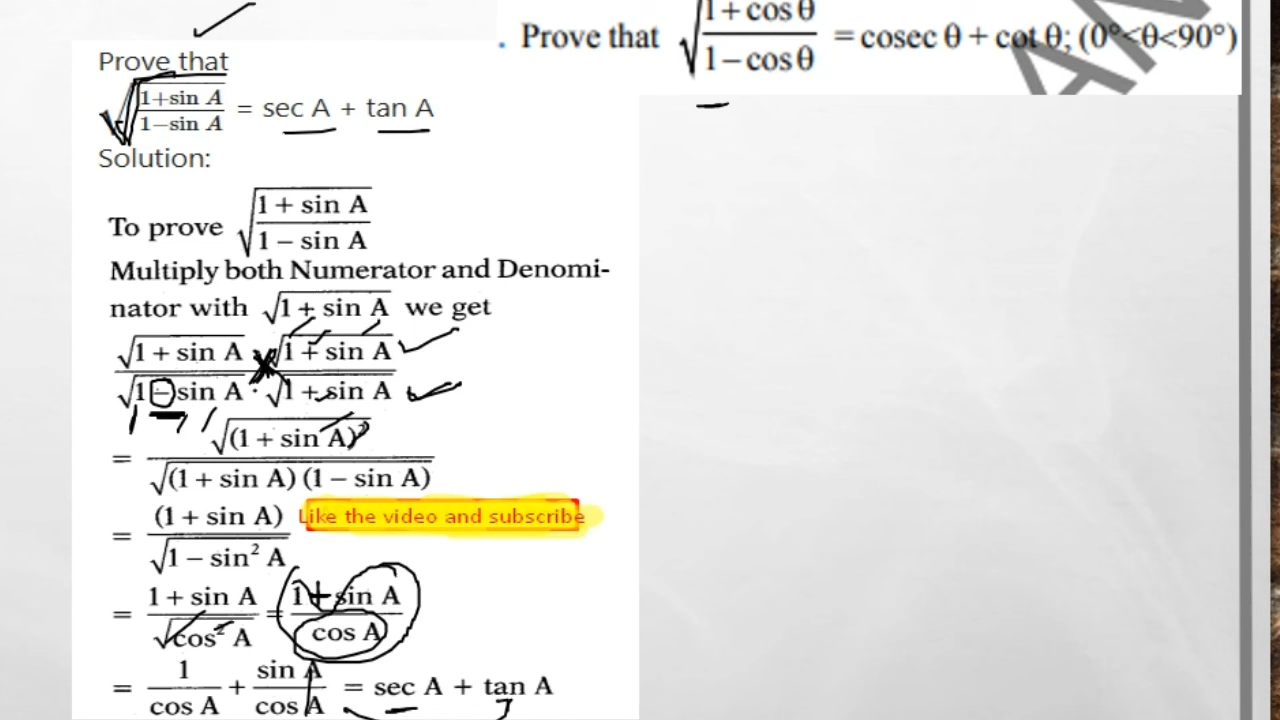 . Prove that √(1 + cos θ / 1 – cos θ) = cosec θ + cot θ; (0°<θ<90°)
Prove that
√(1+sin A / 1−sin A) = sec A + tan A
Solution:
To prove √(1 + sin A / 1 – sin A)
Multiply both Numerator and Denomi-
nator with √(1 + sin A) we get
√(1 + sin A) · √(1 + sin A)
√(1 – sin A) · √(1 + sin A)
= √((1 + sin A)²) / √((1 + sin A) (1 – sin A))
= (1 + sin A) / √(1 – sin² A)
Like the video and subscribe
= 1 + sin A / √(cos² A) = 1 + sin A / cos A
= 1 / cos A + sin A / cos A = sec A + tan A